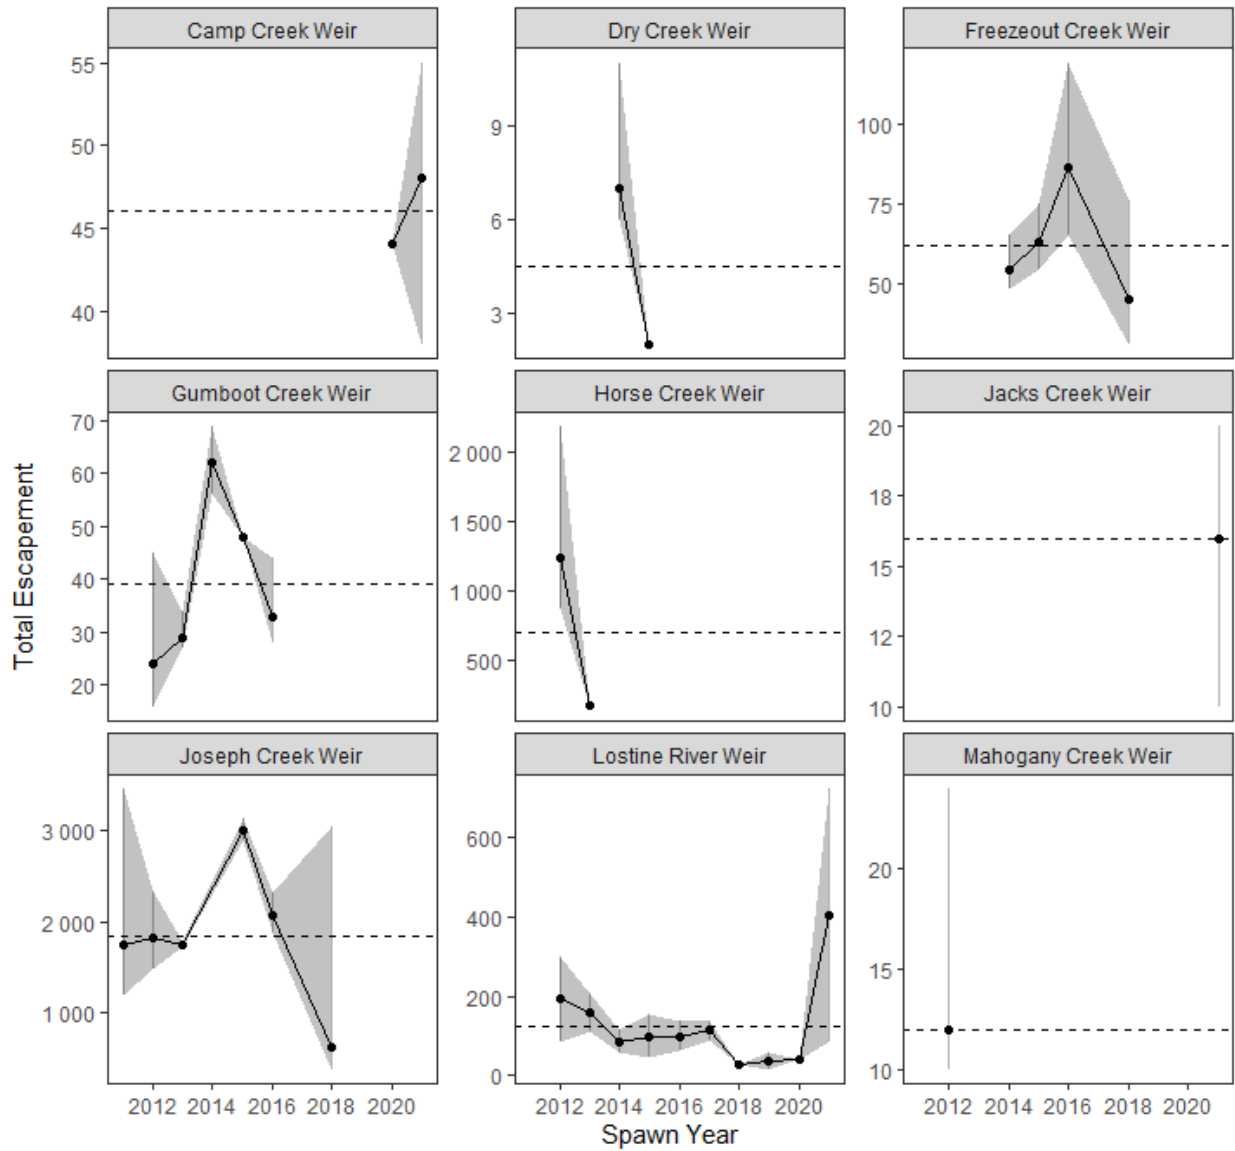 Camp Creek Weir
Dry Creek Weir
Freezeout Creek Weir
55
50
45
40
9
6
3
100
75
50
Gumboot Creek Weir
Horse Creek Weir
Jacks Creek Weir
70
60
50
40
30
20
2 000
1 500
1 000
500
20
18
15
12
10
Total Escapement
Joseph Creek Weir
Lostine River Weir
Mahogany Creek Weir
3 000
2 000
1 000
600
400
200
0
20
15
10
2012 2014 2016 2018 2020
2012 2014 2016 2018 2020
2012 2014 2016 2018 2020
Spawn Year